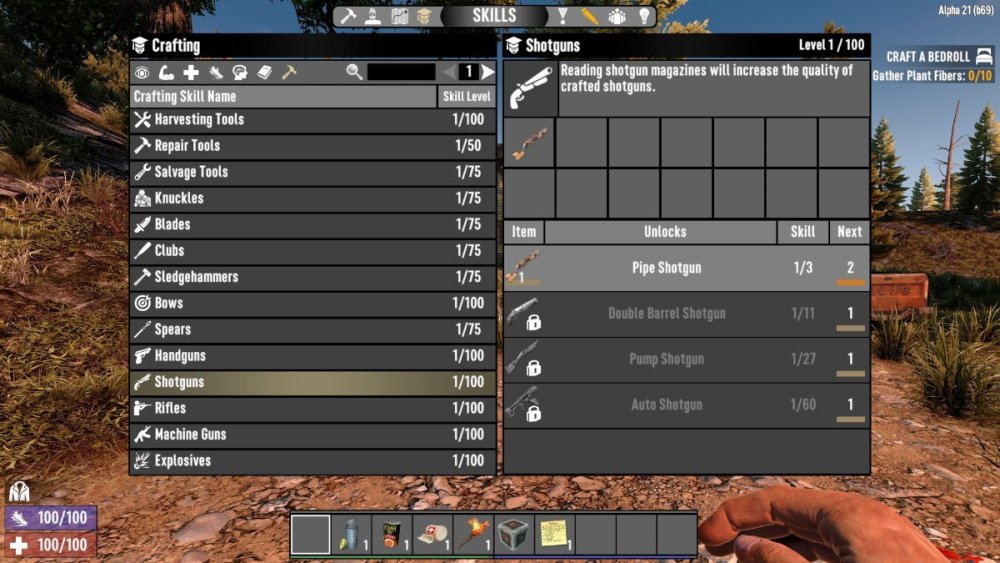 SKILLS
Alpha 21 (b69)
Crafting
1
Crafting Skill Name Skill Level
Harvesting Tools 1/100
Repair Tools 1/50
Salvage Tools 1/75
Knuckles 1/75
Blades 1/75
Clubs 1/75
Sledgehammers 1/75
Bows 1/100
Spears 1/75
Handguns 1/100
Shotguns 1/100
Rifles 1/100
Machine Guns 1/100
Explosives 1/100
Shotguns Level 1 / 100
Reading shotgun magazines will increase the quality of
crafted shotguns.
Item Unlocks Skill Next
1 Pipe Shotgun 1/3 2
Double Barrel Shotgun 1/11 1
Pump Shotgun 1/27 1
Auto Shotgun 1/60 1
CRAFT A BEDROLL
Gather Plant Fibers: 0/10
100/100
100/100
1 1 1 1 1